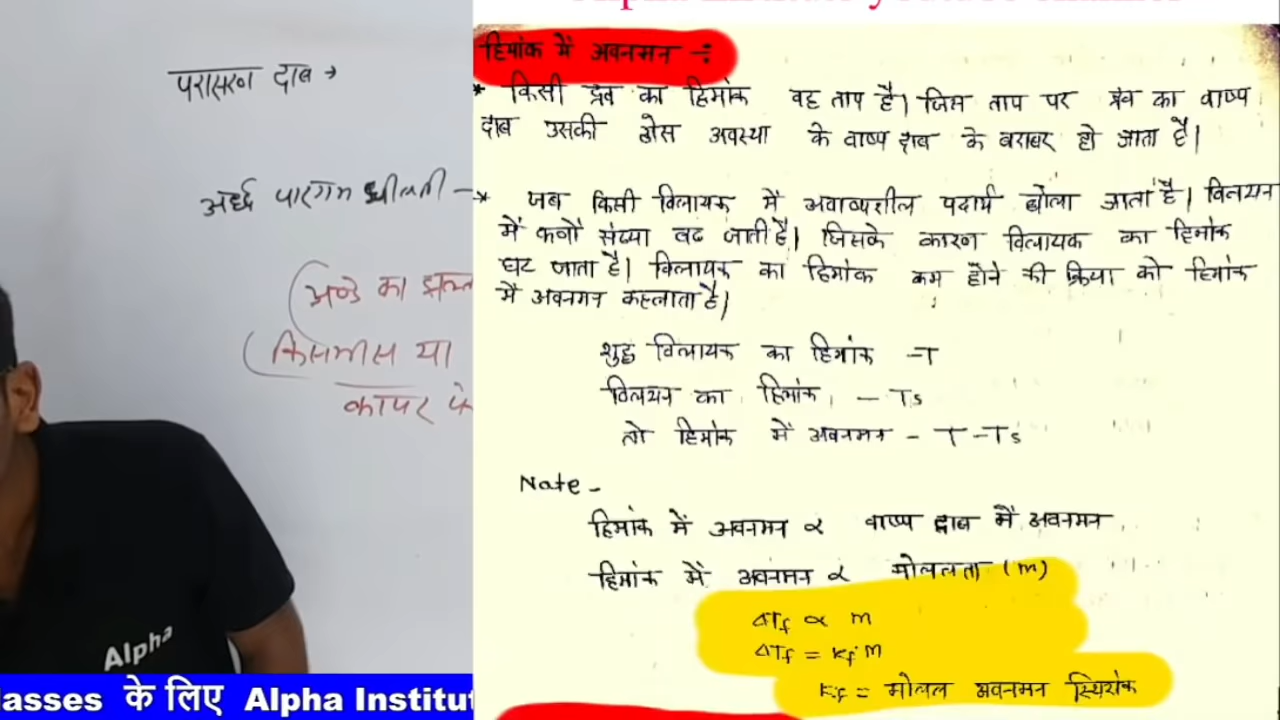 परासरण दाब →
अर्द्ध पारगम झीलली –
अण्डे का
किसमीस या
कापर
Alpha
lasses के लिए Alpha Institut
हिमांक में अवनमन ÷
* किसी द्रव का हिमांक वह ताप है। जिस ताप पर द्रव का वाष्प
दाब उसकी ठोस अवस्था के वाष्प दाब के बराबर हो जाता है।
* जब किसी विलायक में अवाष्पशील पदार्थ घोला जाता है। विलयन
में कणों संख्या बढ जाती है। जिसके कारण विलायक का हिमांक
घट जाता है। विलायक का हिमांक कम होने की क्रिया को हिमांक
में अवनमन कहलाता है।
शुद्ध विलायक का हिमांक – T
विलयन का हिमांक – Ts
तो हिमांक में अवनमन – T – Ts
Note –
हिमांक में अवनमन ∝ वाष्प दाब में अवनमन
हिमांक में अवनमन ∝ मोललता (m)
ΔTf ∝ m
ΔTf = Kf m
Kf = मोलल अवनमन स्थिरांक